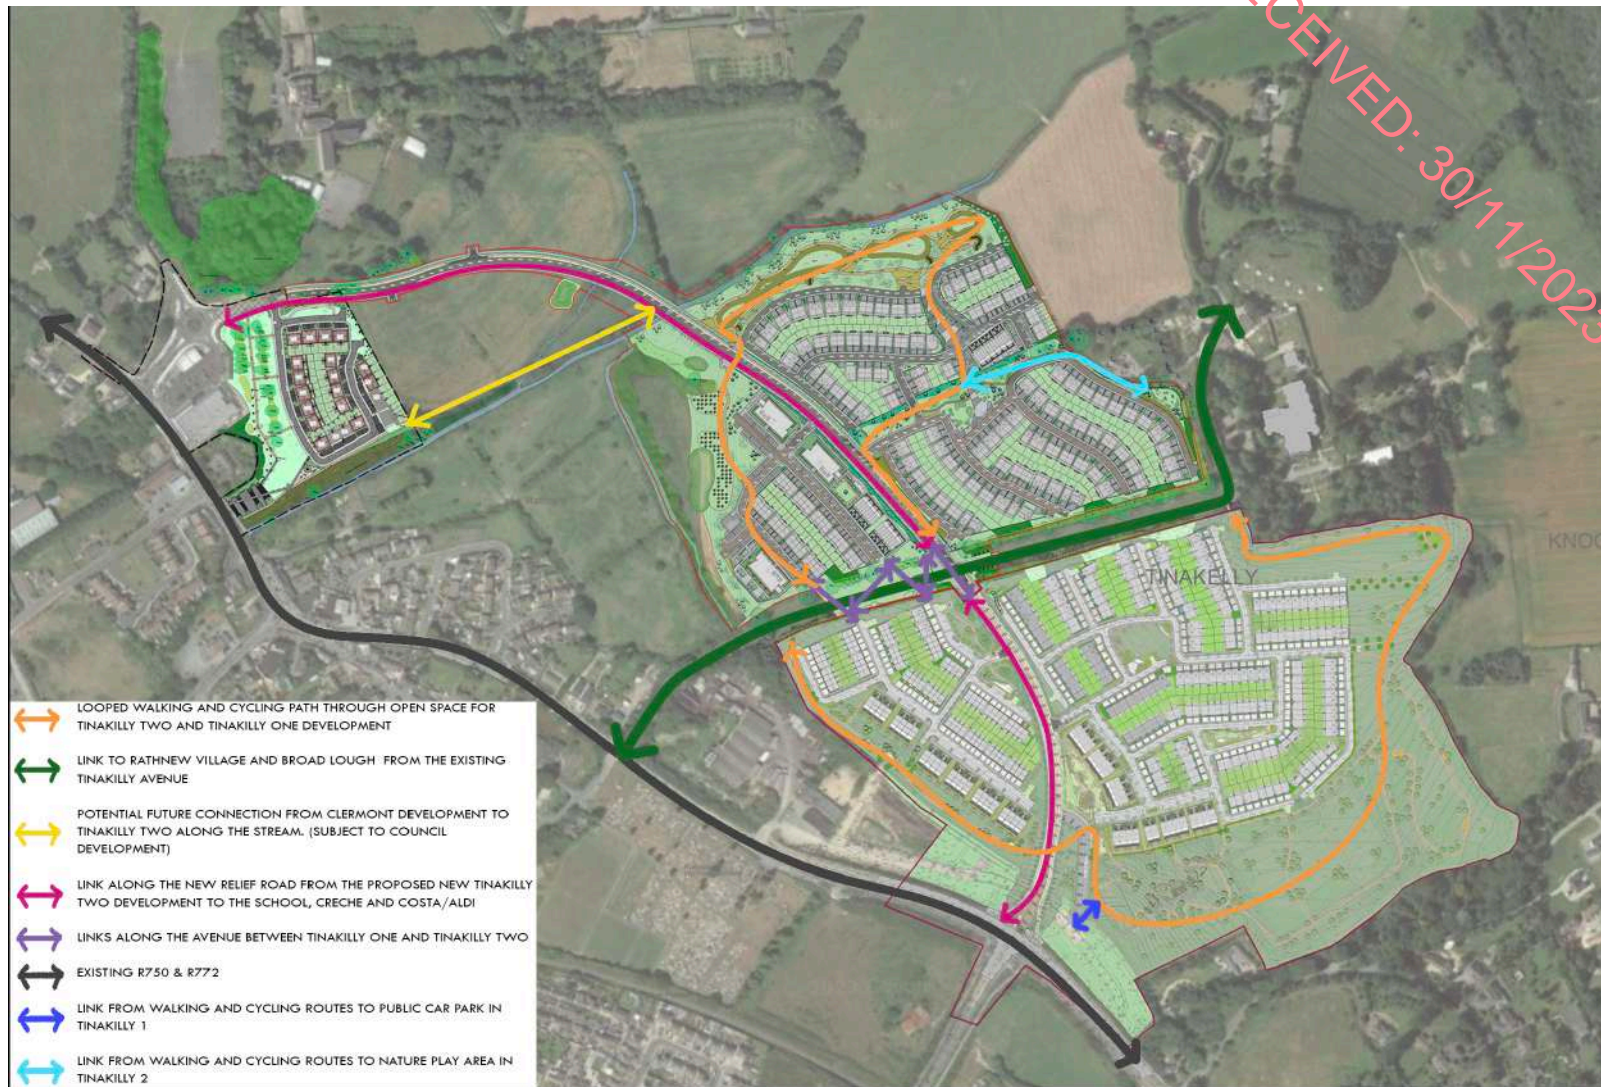 RECEIVED: 30/11/2023
TINAKELLY
KNOC
LOOPED WALKING AND CYCLING PATH THROUGH OPEN SPACE FOR
TINAKILLY TWO AND TINAKILLY ONE DEVELOPMENT
LINK TO RATHNEW VILLAGE AND BROAD LOUGH FROM THE EXISTING
TINAKILLY AVENUE
POTENTIAL FUTURE CONNECTION FROM CLERMONT DEVELOPMENT TO
TINAKILLY TWO ALONG THE STREAM. (SUBJECT TO COUNCIL
DEVELOPMENT)
LINK ALONG THE NEW RELIEF ROAD FROM THE PROPOSED NEW TINAKILLY
TWO DEVELOPMENT TO THE SCHOOL, CRECHE AND COSTA/ALDI
LINKS ALONG THE AVENUE BETWEEN TINAKILLY ONE AND TINAKILLY TWO
EXISTING R750 & R772
LINK FROM WALKING AND CYCLING ROUTES TO PUBLIC CAR PARK IN
TINAKILLY 1
LINK FROM WALKING AND CYCLING ROUTES TO NATURE PLAY AREA IN
TINAKILLY 2